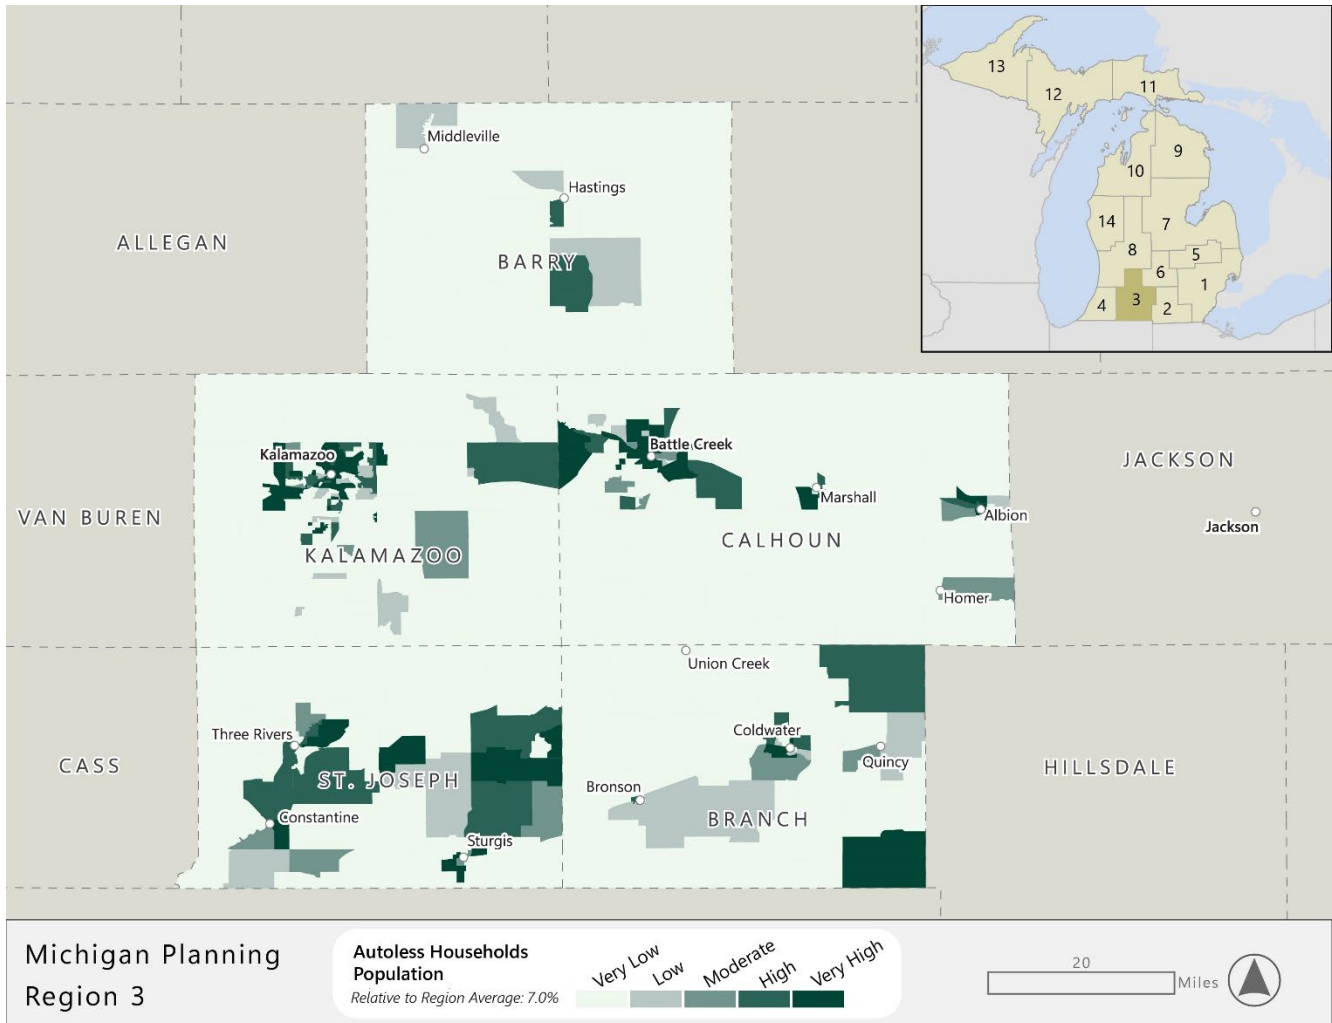 13
12
11
9
10
14
7
8
5
6
1
4
3
2
Middleville
Hastings
ALLEGAN
BARRY
Kalamazoo
Battle Creek
JACKSON
Marshall
VAN BUREN
Albion
Jackson
KALAMAZOO
CALHOUN
Homer
Union Creek
Three Rivers
Coldwater
CASS
ST. JOSEPH
Quincy
HILLSDALE
Bronson
Constantine
BRANCH
Sturgis
Michigan Planning
Region 3
Autoless Households
Population
Relative to Region Average: 7.0%
Very Low
Low
Moderate
High
Very High
20
Miles